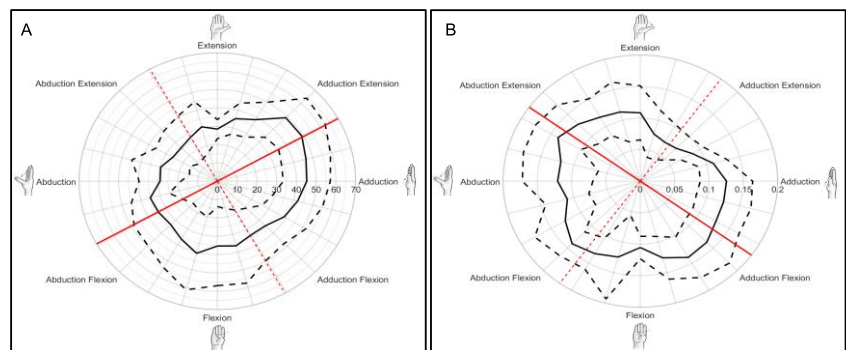 A
Extension
Abduction Extension
Adduction Extension
Abduction
0 10 20 30 40 50 60 70
Adduction
Abduction Flexion
Adduction Flexion
Flexion
B
Extension
Abduction Extension
Adduction Extension
Abduction
0 0.05 0.1 0.15 0.2
Adduction
Abduction Flexion
Adduction Flexion
Flexion